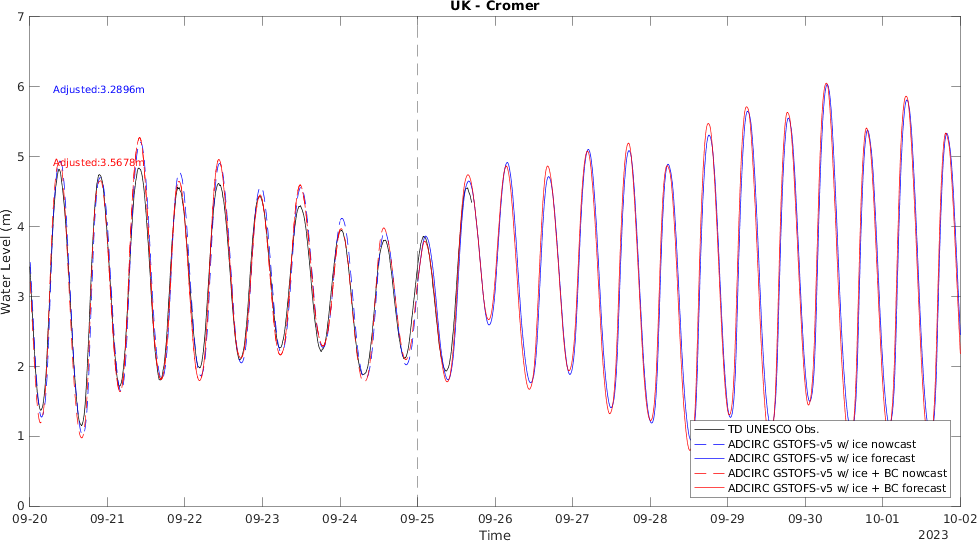 UK - Cromer
7
6
5
4
3
2
1
0
Water Level (m)
Adjusted:3.2896m
Adjusted:3.5678m
TD UNESCO Obs.
ADCIRC GSTOFS-v5 w/ ice nowcast
ADCIRC GSTOFS-v5 w/ ice forecast
ADCIRC GSTOFS-v5 w/ ice + BC nowcast
ADCIRC GSTOFS-v5 w/ ice + BC forecast
09-20 09-21 09-22 09-23 09-24 09-25 09-26 09-27 09-28 09-29 09-30 10-01 10-02
Time
2023